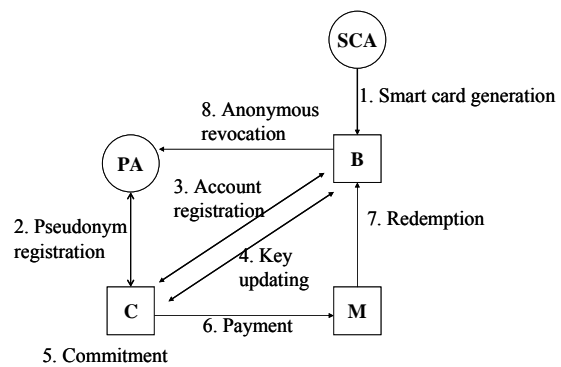 SCA
1. Smart card generation
8. Anonymous
revocation
PA
B
3. Account
registration
2. Pseudonym
registration
7. Redemption
4. Key
updating
C
M
6. Payment
5. Commitment